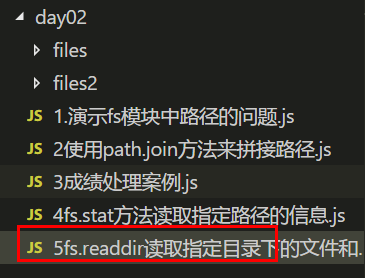 day02
files
files2
JS 1.演示fs模块中路径的问题.js
JS 2使用path.join方法来拼接路径.js
JS 3成绩处理案例.js
JS 4fs.stat方法读取指定路径的信息.js
JS 5fs.readdir读取指定目录下的文件和.